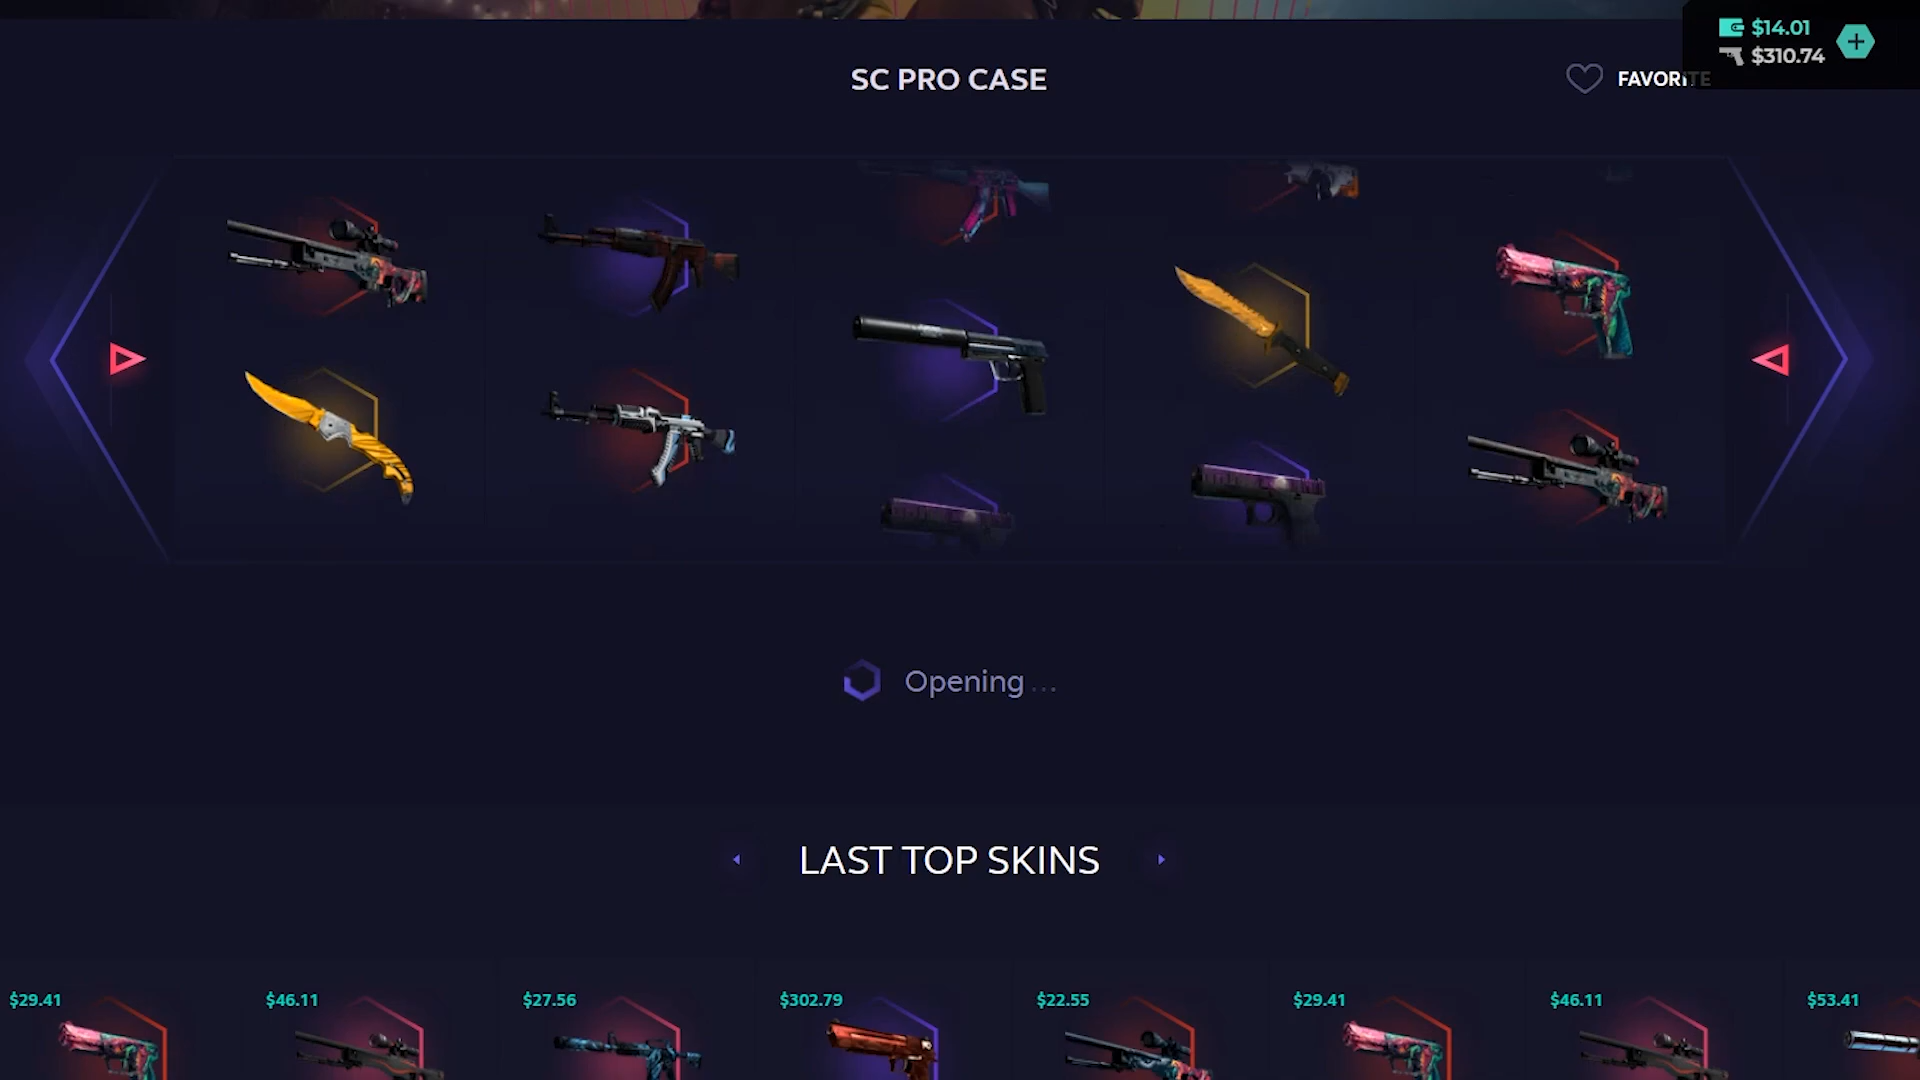 $14.01
$310.74
SC PRO CASE
FAVORITE
Opening ...
LAST TOP SKINS
$29.41
$46.11
$27.56
$302.79
$22.55
$29.41
$46.11
$53.41